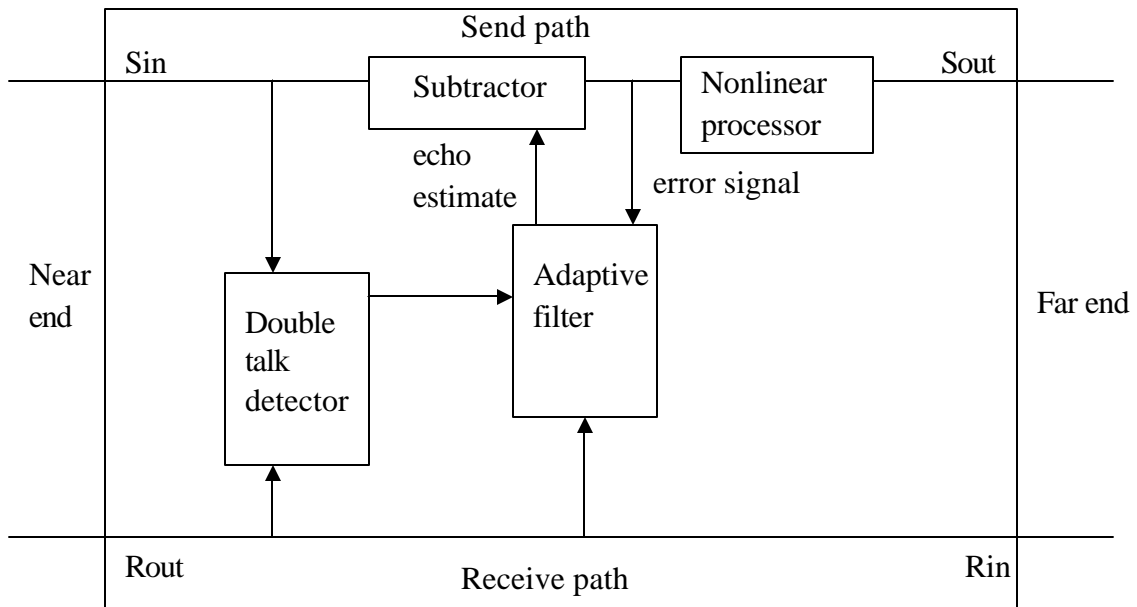 Send path
Sin
Sout
Subtractor
Nonlinear
processor
echo
estimate
error signal
Near
end
Adaptive
filter
Far end
Double
talk
detector
Rout
Receive path
Rin